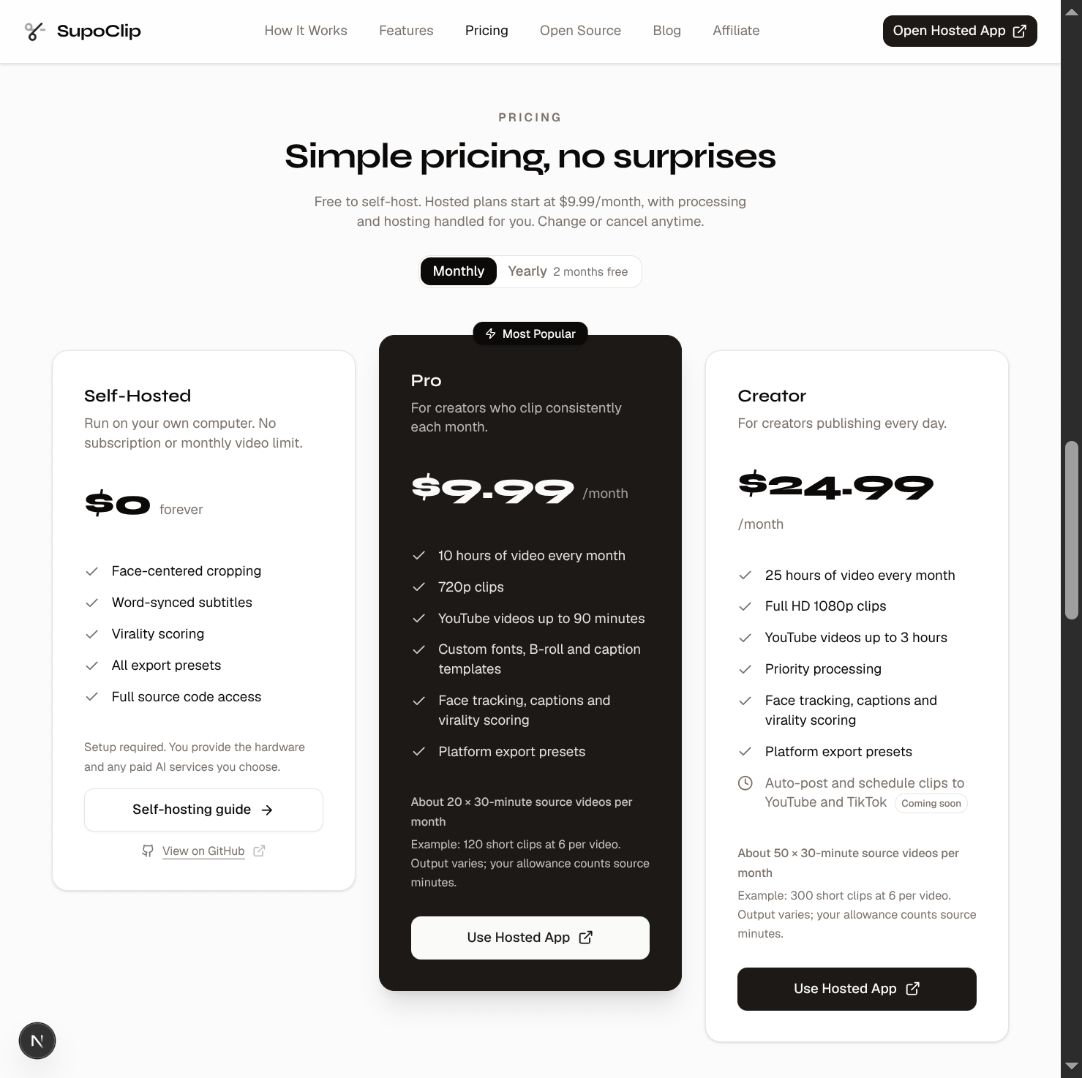 SupoClip
How It Works
Features
Pricing
Open Source
Blog
Affiliate
Open Hosted App
PRICING
Simple pricing, no surprises
Free to self-host. Hosted plans start at $9.99/month, with processing
and hosting handled for you. Change or cancel anytime.
Monthly
Yearly 2 months free
Self-Hosted
Run on your own computer. No
subscription or monthly video limit.
$0 forever
Face-centered cropping
Word-synced subtitles
Virality scoring
All export presets
Full source code access
Setup required. You provide the hardware
and any paid AI services you choose.
Self-hosting guide
View on GitHub
Most Popular
Pro
For creators who clip consistently
each month.
$9.99 /month
10 hours of video every month
720p clips
YouTube videos up to 90 minutes
Custom fonts, B-roll and caption
templates
Face tracking, captions and
virality scoring
Platform export presets
About 20 × 30-minute source videos per
month
Example: 120 short clips at 6 per video.
Output varies; your allowance counts source
minutes.
Use Hosted App
Creator
For creators publishing every day.
$24.99
/month
25 hours of video every month
Full HD 1080p clips
YouTube videos up to 3 hours
Priority processing
Face tracking, captions and
virality scoring
Platform export presets
Auto-post and schedule clips to
YouTube and TikTok Coming soon
About 50 × 30-minute source videos per
month
Example: 300 short clips at 6 per video.
Output varies; your allowance counts source
minutes.
Use Hosted App
N